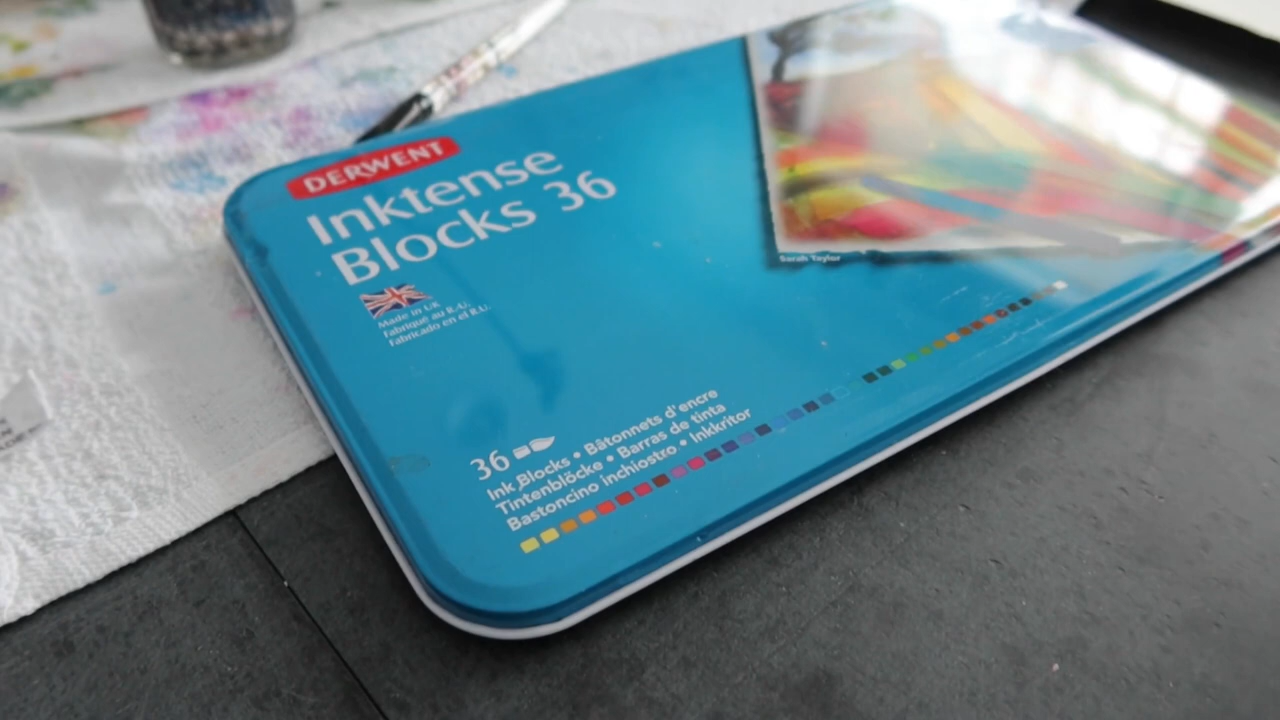 DERWENT
Inktense
Blocks 36
Made in UK
Fabriqué au R.-U.
Fabricado en el R.U.
Sarah Taylor
36
Ink Blocks • Bâtonnets d'encre
Tintenblöcke • Barras de tinta
Bastoncino inchiostro • Inkkritor